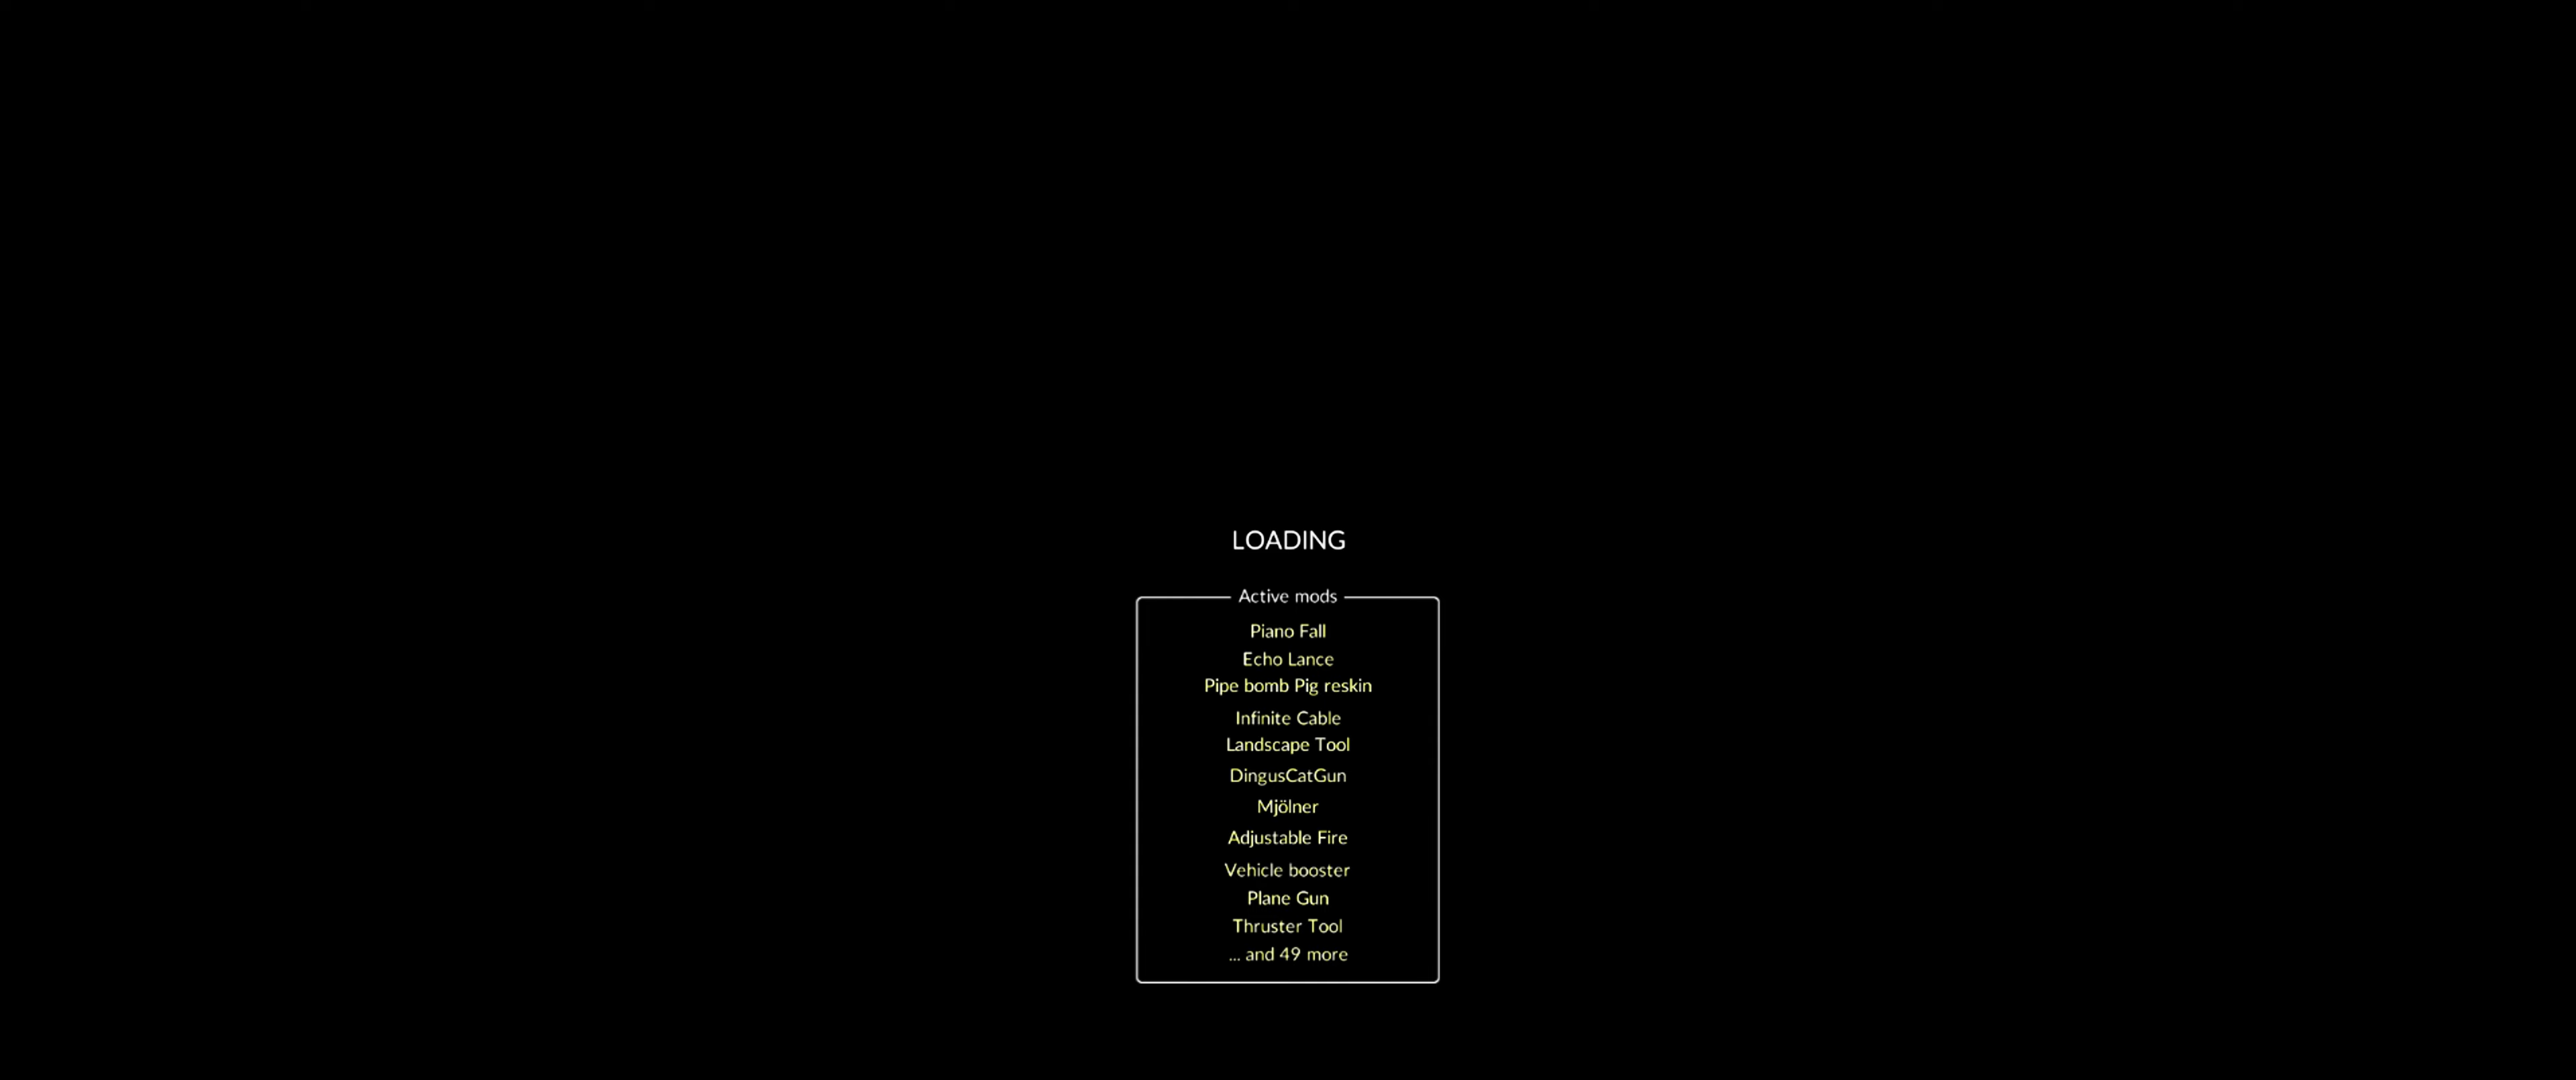 LOADING
Active mods
Piano Fall
Echo Lance
Pipe bomb Pig reskin
Infinite Cable
Landscape Tool
DingusCatGun
Mjölner
Adjustable Fire
Vehicle booster
Plane Gun
Thruster Tool
... and 49 more